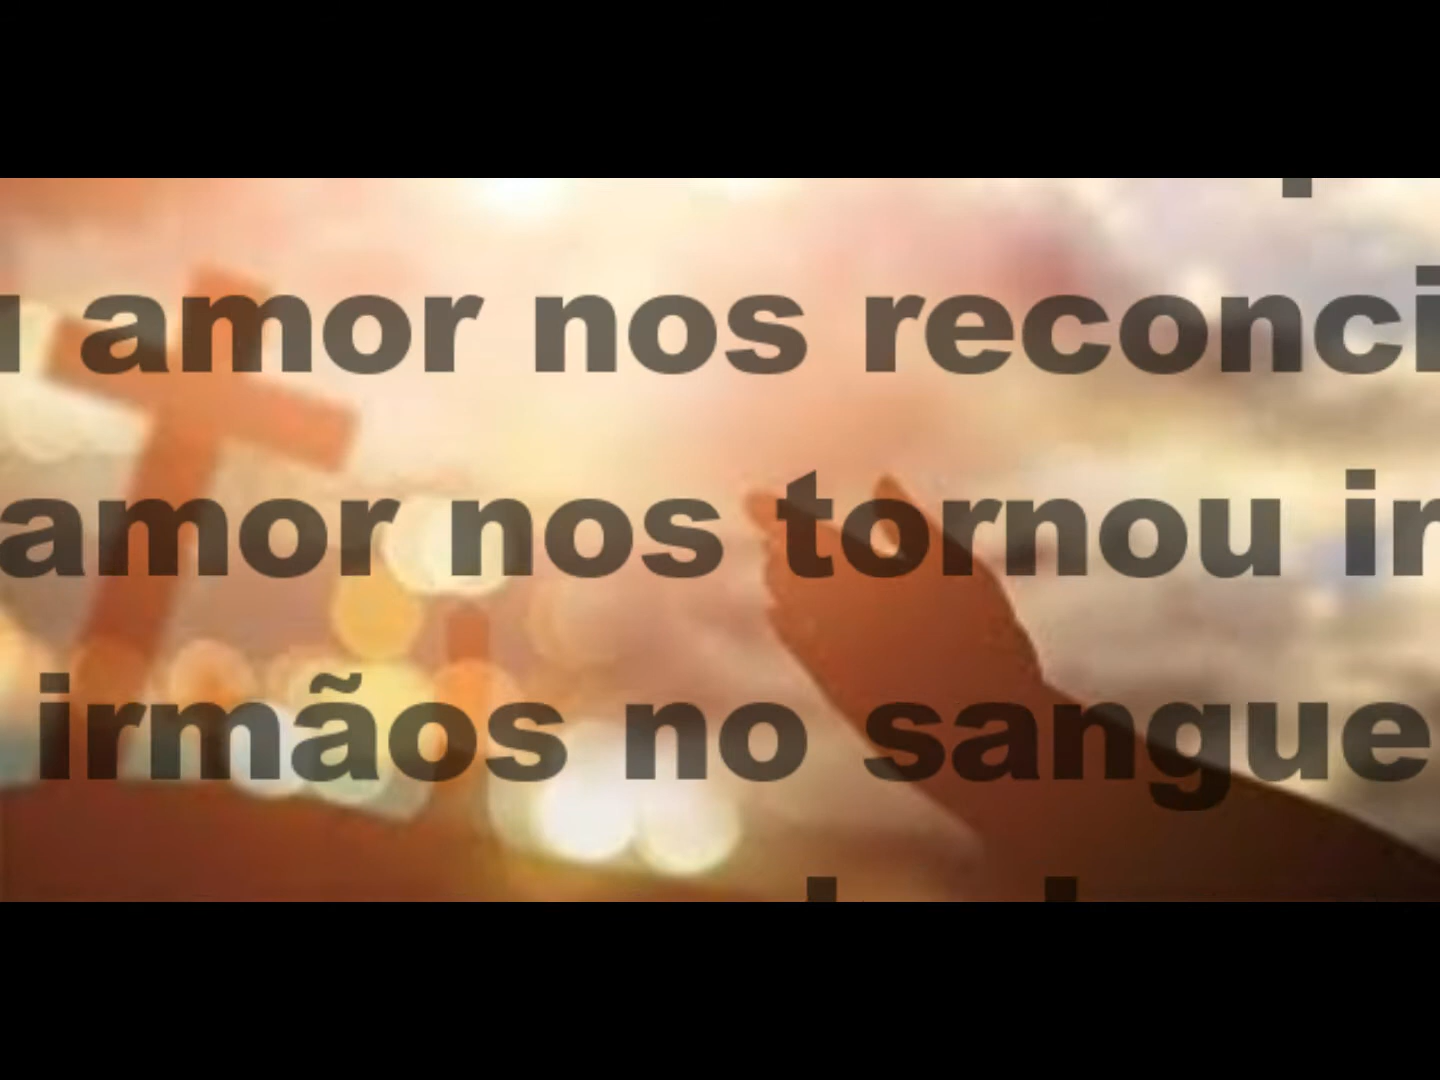 amor nos reconci
amor nos tornou ir
irmãos no sangue